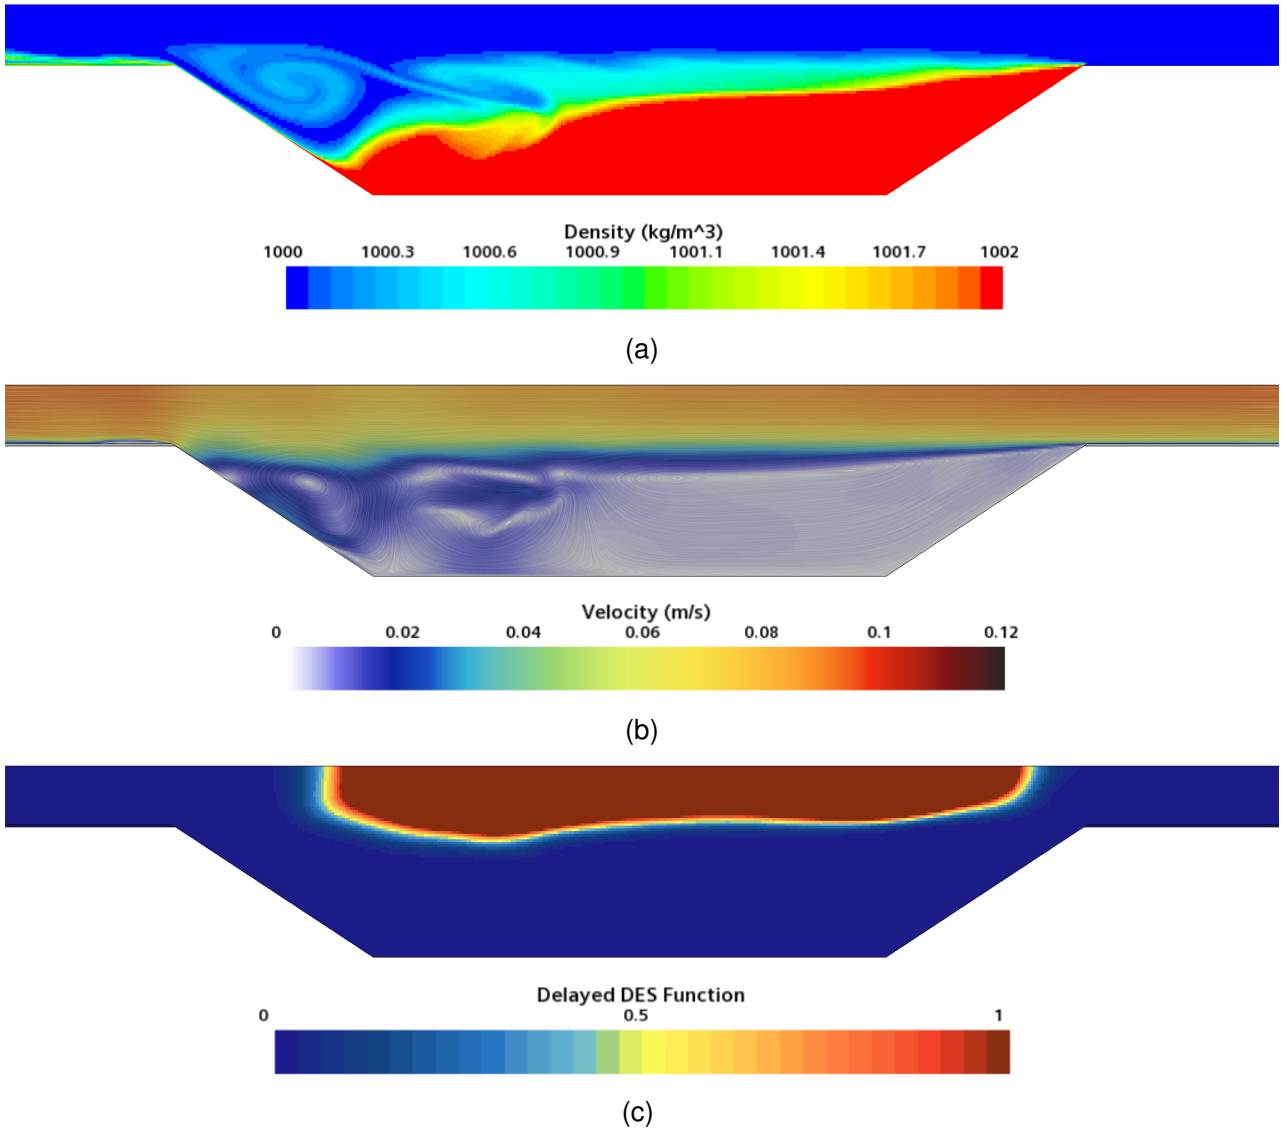 Density (kg/m^3)
1000 1000.3 1000.6 1000.9 1001.1 1001.4 1001.7 1002
(a)
Velocity (m/s)
0 0.02 0.04 0.06 0.08 0.1 0.12
(b)
Delayed DES Function
0 0.5 1
(c)